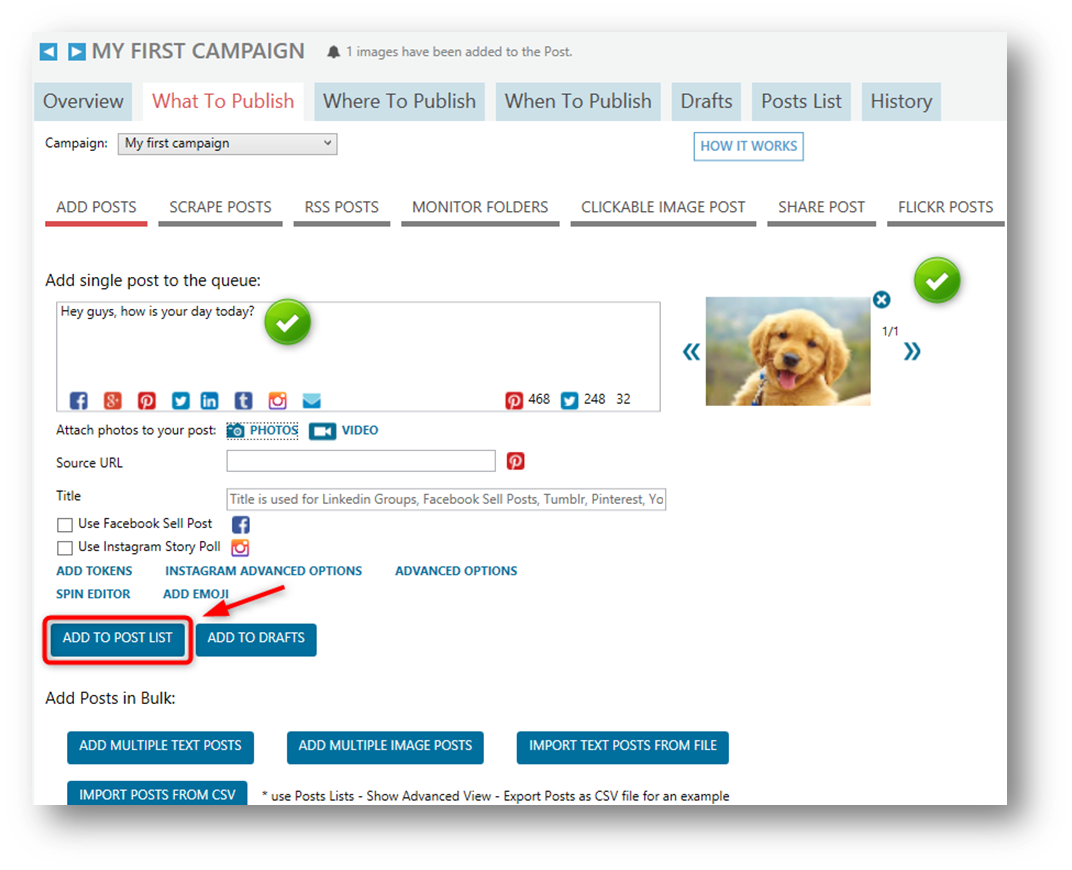 MY FIRST CAMPAIGN 1 images have been added to the Post.
Overview What To Publish Where To Publish When To Publish Drafts Posts List History
Campaign: My first campaign HOW IT WORKS
ADD POSTS SCRAPE POSTS RSS POSTS MONITOR FOLDERS CLICKABLE IMAGE POST SHARE POST FLICKR POSTS
Add single post to the queue:
Hey guys, how is your day today?
1/1
468 248 32
Attach photos to your post: PHOTOS VIDEO
Source URL
Title Title is used for Linkedin Groups, Facebook Sell Posts, Tumblr, Pinterest, Yo
Use Facebook Sell Post
Use Instagram Story Poll
ADD TOKENS INSTAGRAM ADVANCED OPTIONS ADVANCED OPTIONS
SPIN EDITOR ADD EMOJI
ADD TO POST LIST ADD TO DRAFTS
Add Posts in Bulk:
ADD MULTIPLE TEXT POSTS ADD MULTIPLE IMAGE POSTS IMPORT TEXT POSTS FROM FILE
IMPORT POSTS FROM CSV * use Posts Lists - Show Advanced View - Export Posts as CSV file for an example